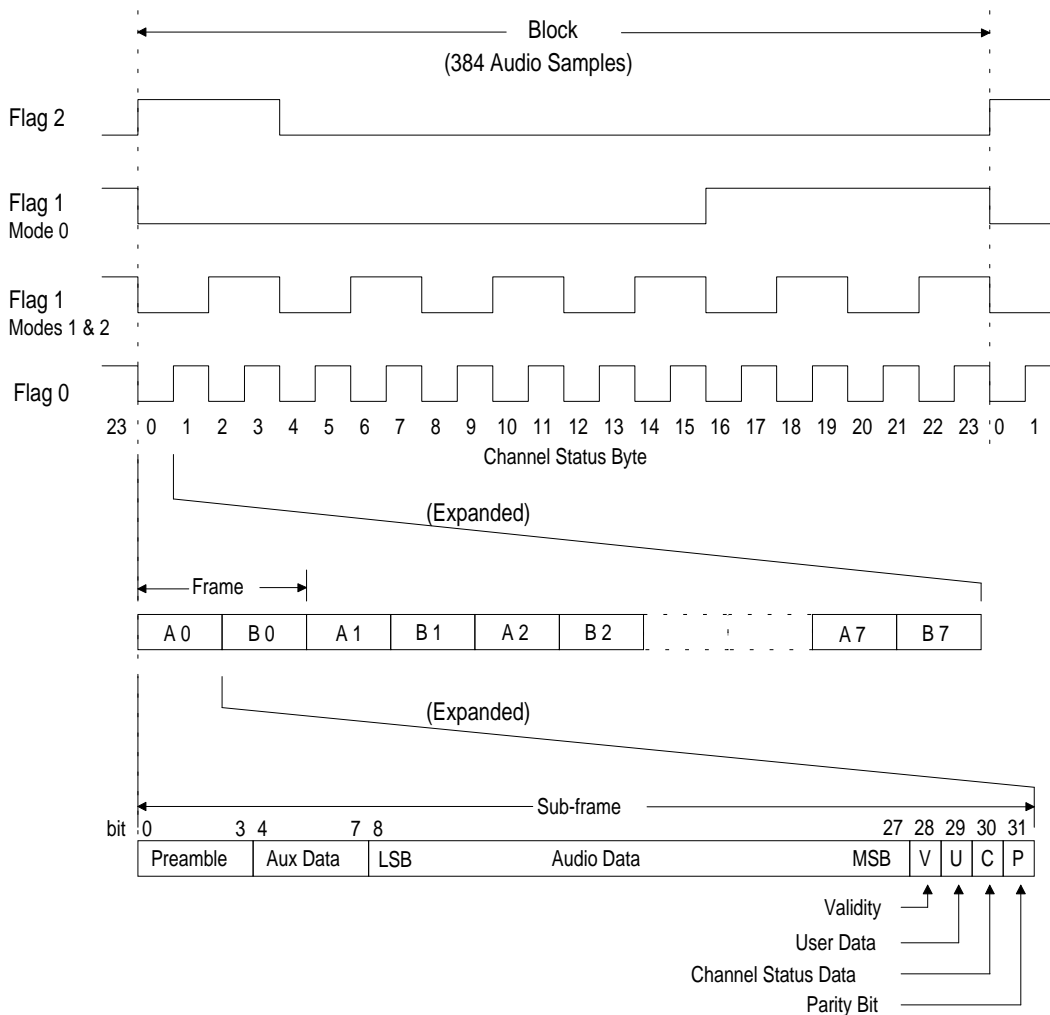 Block
(384 Audio Samples)
Flag 2
Flag 1
Mode 0
Flag 1
Modes 1 & 2
Flag 0
23 0 1 2 3 4 5 6 7 8 9 10 11 12 13 14 15 16 17 18 19 20 21 22 23 0 1
Channel Status Byte
(Expanded)
Frame
A 0 B 0 A 1 B 1 A 2 B 2 A 7 B 7
(Expanded)
Sub-frame
bit 0 3 4 7 8 27 28 29 30 31
Preamble Aux Data LSB Audio Data MSB V U C P
Validity
User Data
Channel Status Data
Parity Bit